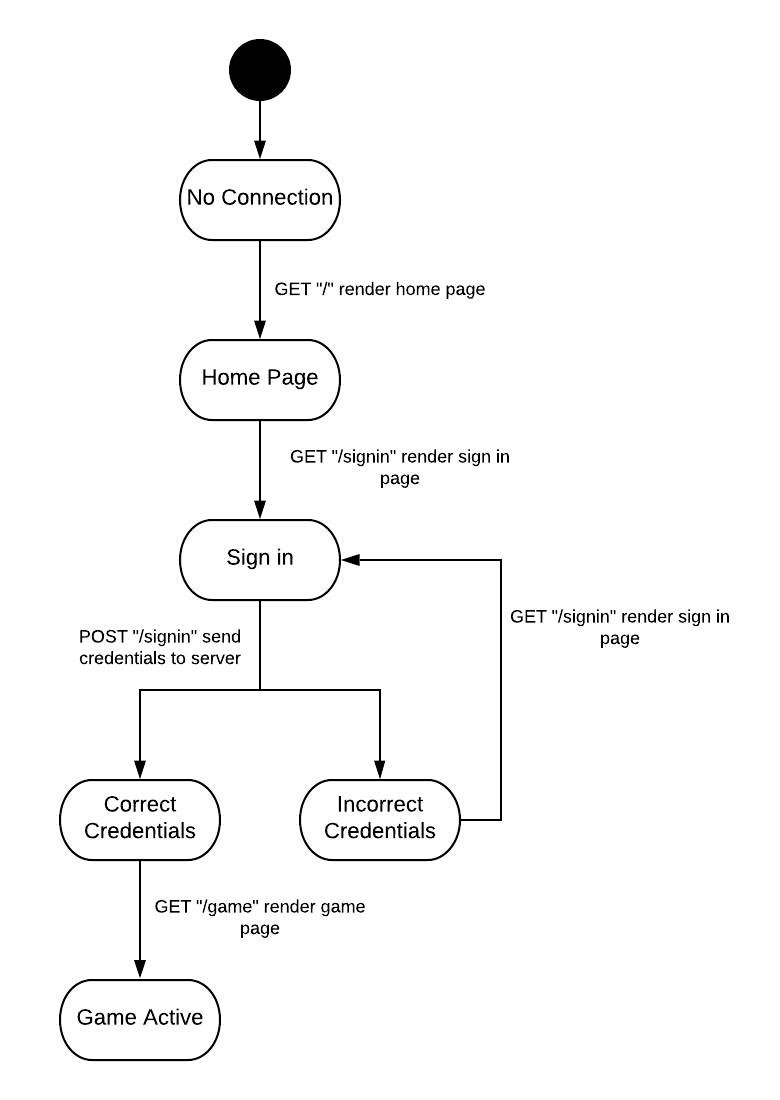 No Connection
GET "/" render home page
Home Page
GET "/signin" render sign in
page
Sign in
GET "/signin" render sign in
page
POST "/signin" send
credentials to server
Correct
Credentials
Incorrect
Credentials
GET "/game" render game
page
Game Active